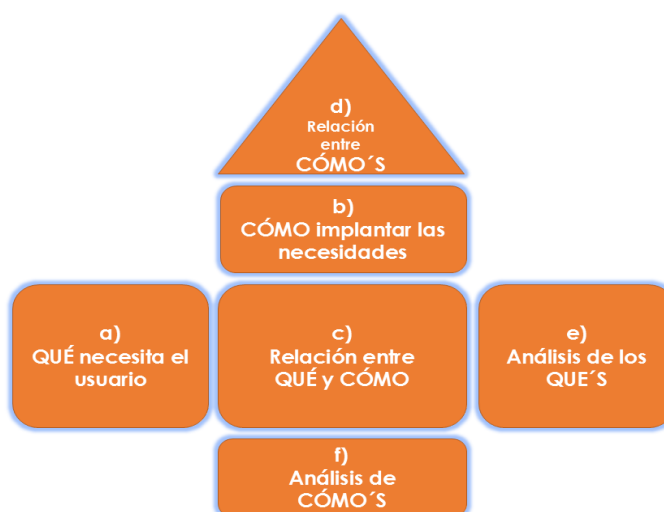 d)
Relación
entre
CÓMO´S
b)
CÓMO implantar las
necesidades
a)
QUÉ necesita el
usuario
c)
Relación entre
QUÉ y CÓMO
e)
Análisis de los
QUE´S
f)
Análisis de
CÓMO´S